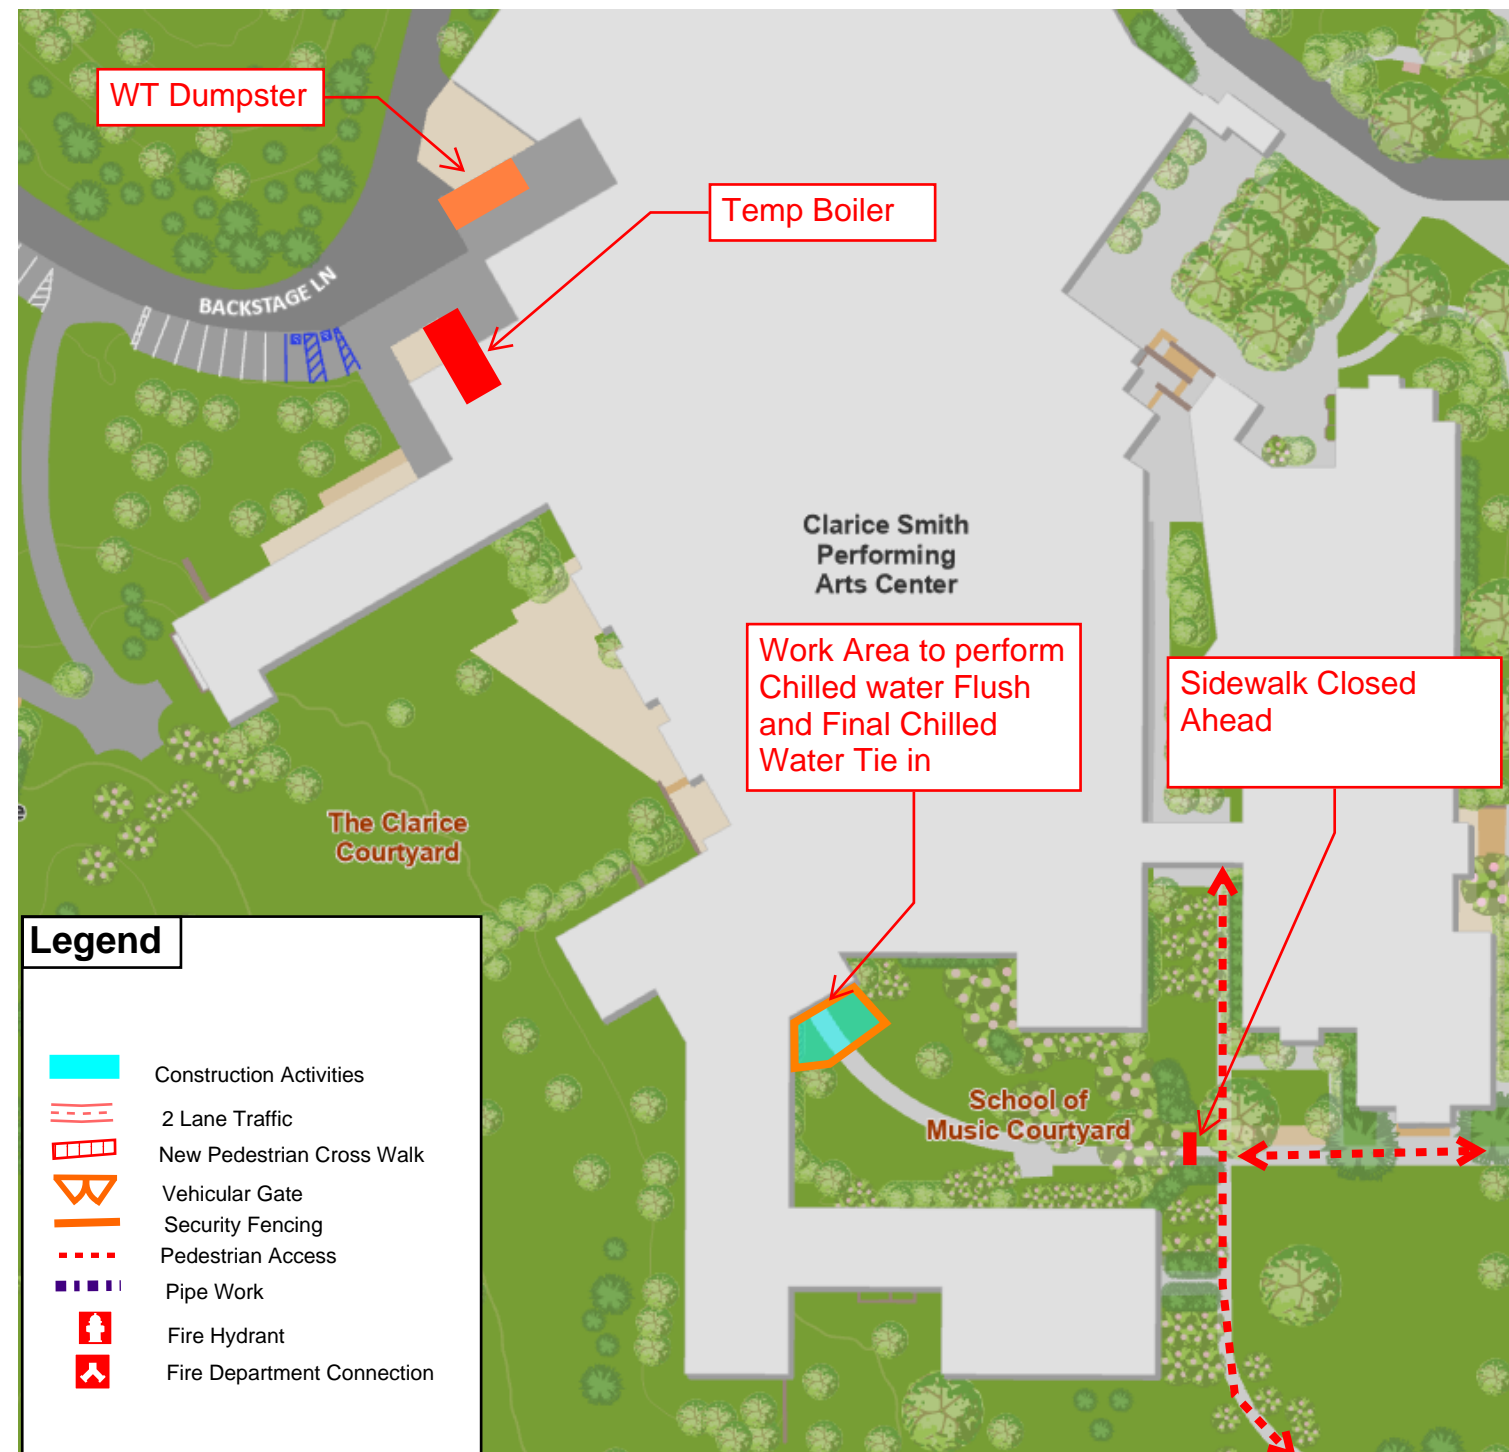 WT Dumpster
Temp Boiler
BACKSTAGE LN
Clarice Smith
Performing
Arts Center
Work Area to perform
Chilled water Flush
and Final Chilled
Water Tie in
Sidewalk Closed
Ahead
The Clarice
Courtyard
School of
Music Courtyard
Legend
Construction Activities
2 Lane Traffic
New Pedestrian Cross Walk
Vehicular Gate
Security Fencing
Pedestrian Access
Pipe Work
Fire Hydrant
Fire Department Connection